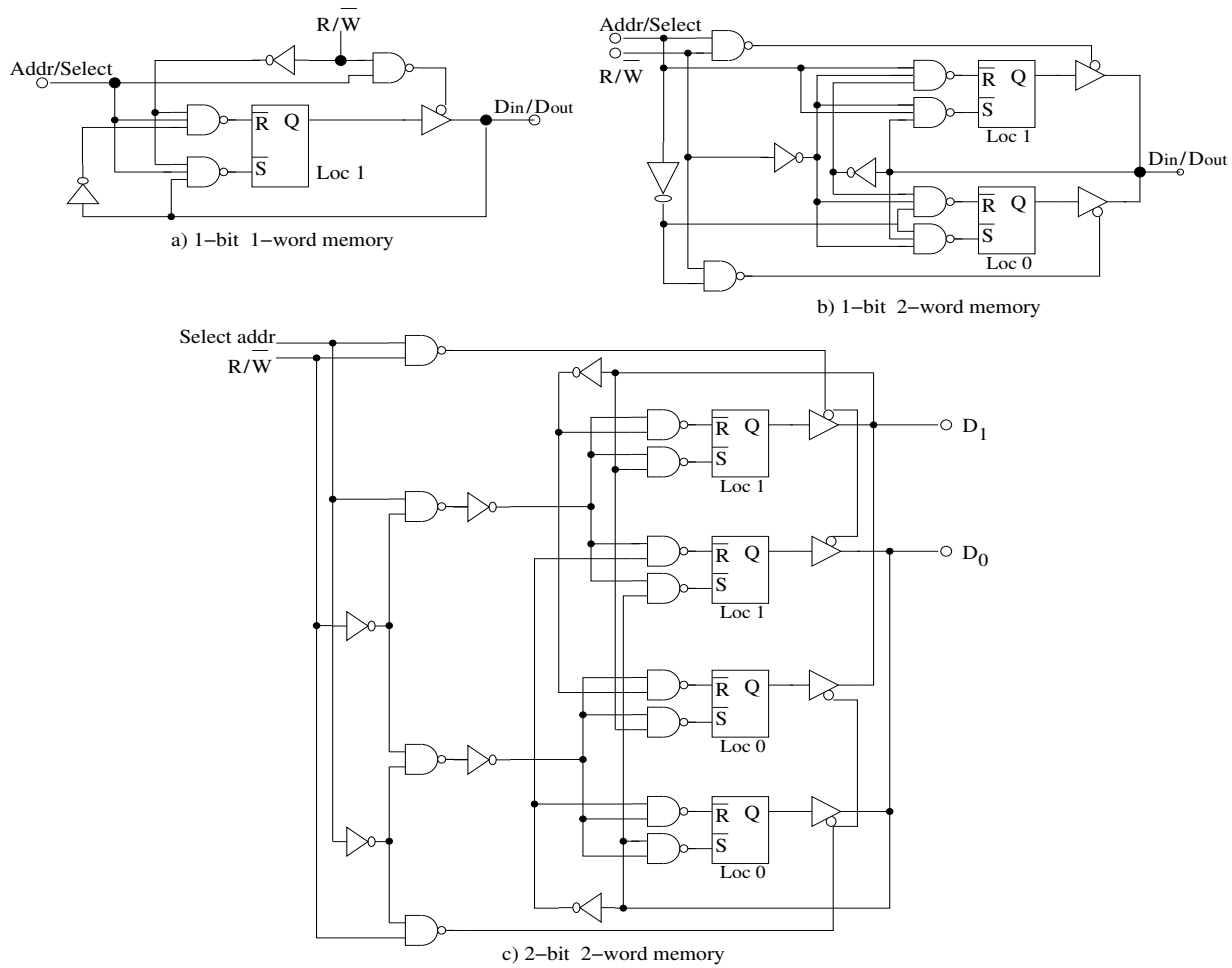 R/W̅
Addr/Select
R̅ Q
S̅
Loc 1
Din/Dout
a) 1−bit 1−word memory
Addr/Select
R/W̅
R̅ Q
S̅
Loc 1
Din/Dout
R̅ Q
S̅
Loc 0
b) 1−bit 2−word memory
Select addr
R/W̅
R̅ Q
S̅
Loc 1
D1
R̅ Q
S̅
Loc 1
D0
R̅ Q
S̅
Loc 0
R̅ Q
S̅
Loc 0
c) 2−bit 2−word memory